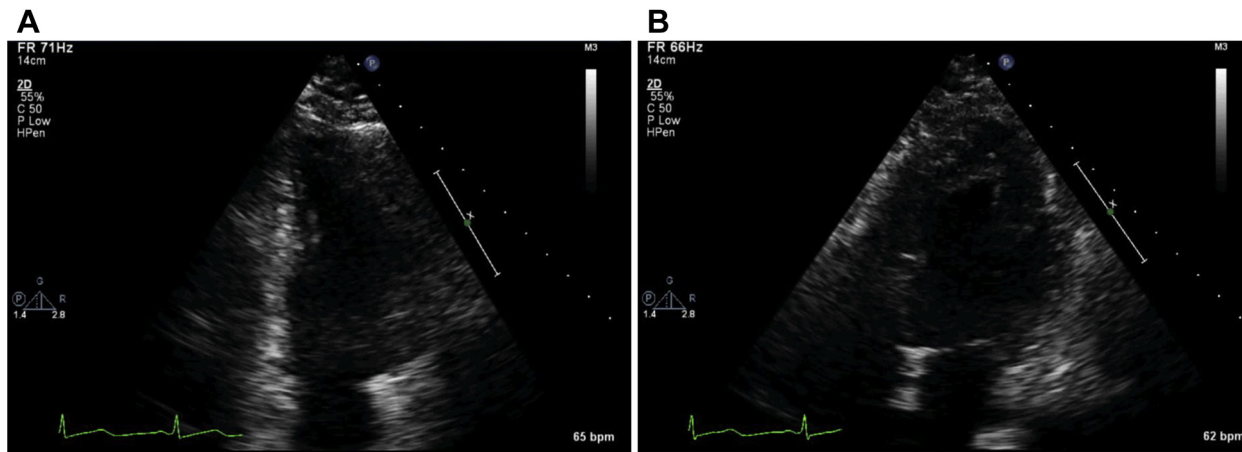 A
FR 71Hz
14cm
2D
55%
C 50
P Low
HPen
M3
P
G
P R
1.4 2.8
X
65 bpm
B
FR 66Hz
14cm
2D
55%
C 50
P Low
HPen
M3
P
G
P R
1.4 2.8
X
62 bpm